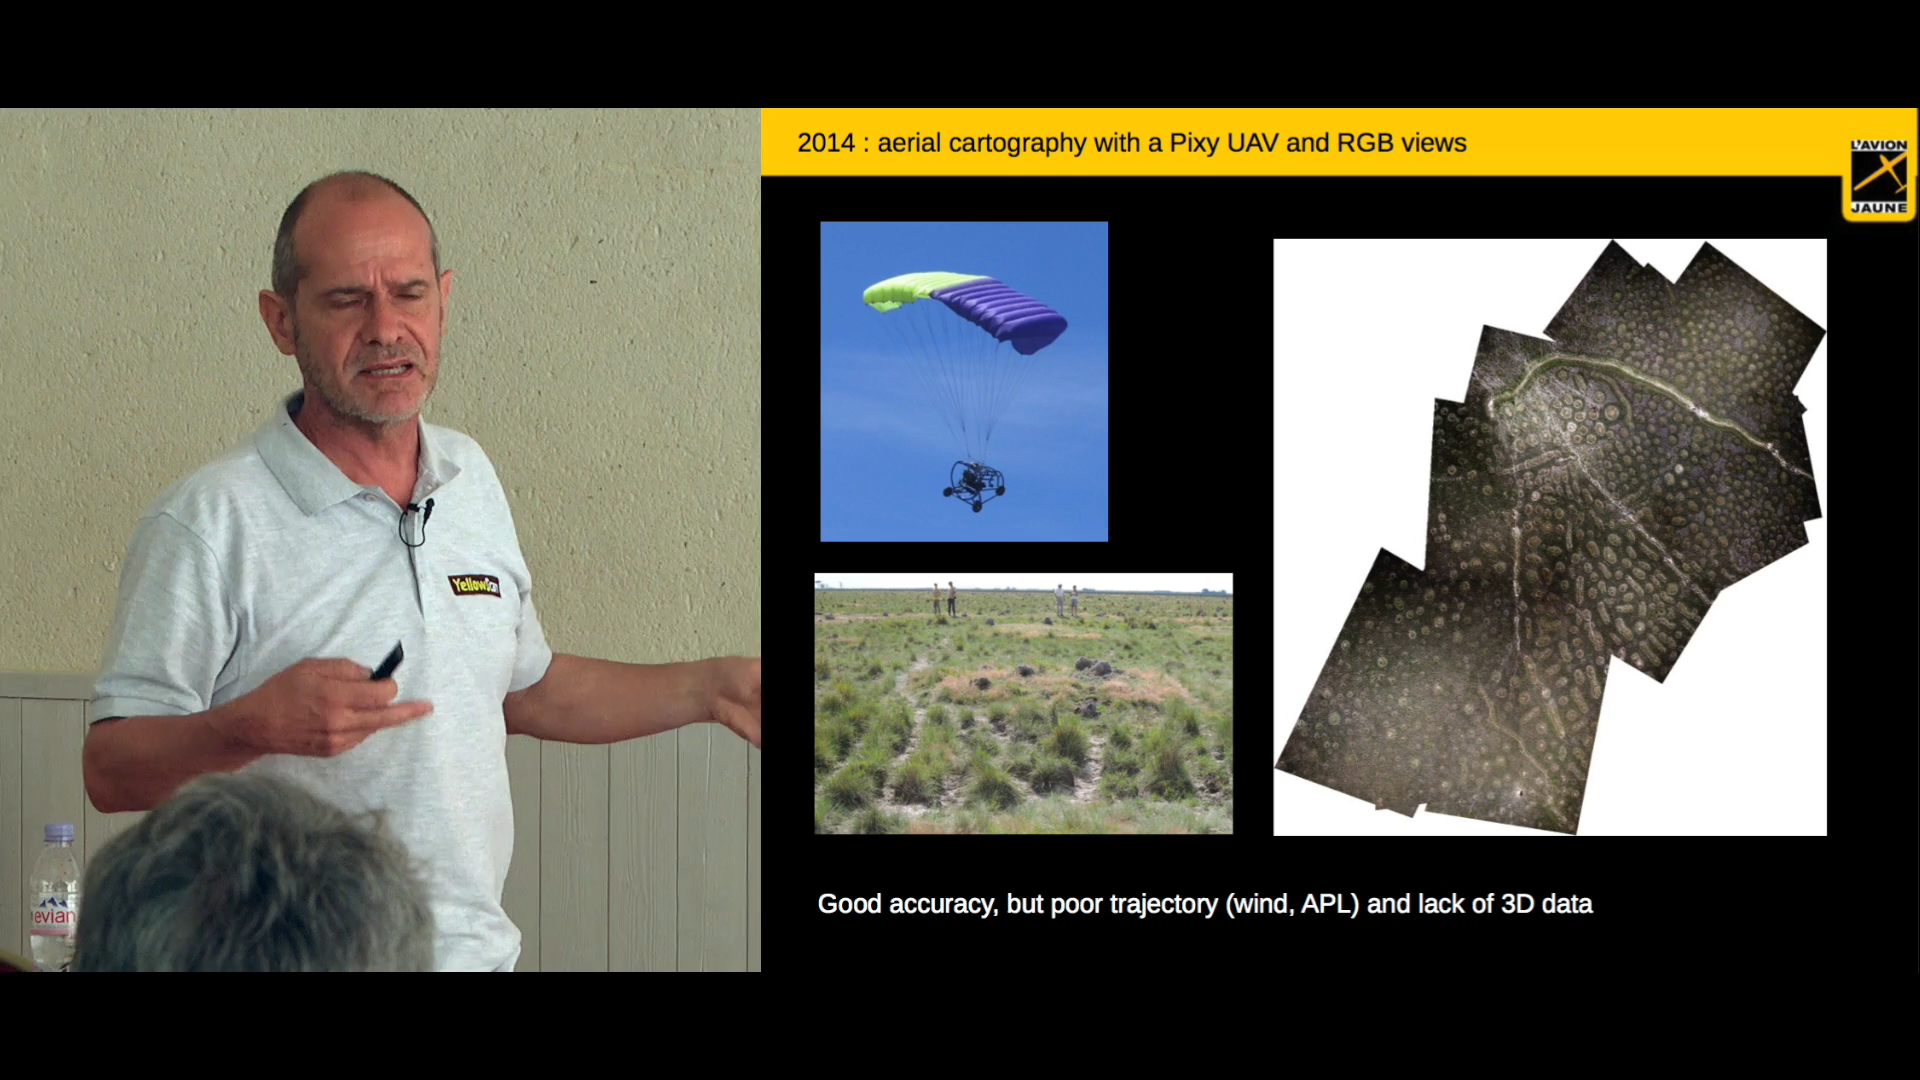 2014 : aerial cartography with a Pixy UAV and RGB views
L'AVION
JAUNE
YellowScan
evian
Good accuracy, but poor trajectory (wind, APL) and lack of 3D data